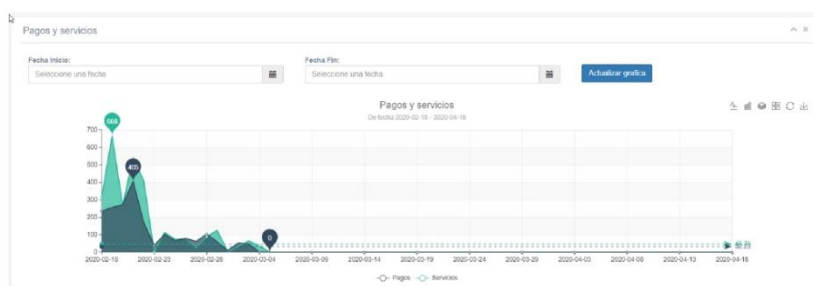 Pagos y servicios
Fecha Inicio: Fecha Fin:
Seleccione una fecha Seleccione una fecha Actualizar grafica
Pagos y servicios
De fecha 2020-02-18 - 2020-04-18
668
405
0
700
600
500
400
300
200
100
0
2020-02-18 2020-02-23 2020-02-28 2020-03-04 2020-03-09 2020-03-14 2020-03-19 2020-03-24 2020-03-29 2020-04-03 2020-04-08 2020-04-13 2020-04-18
Pagos Servicios